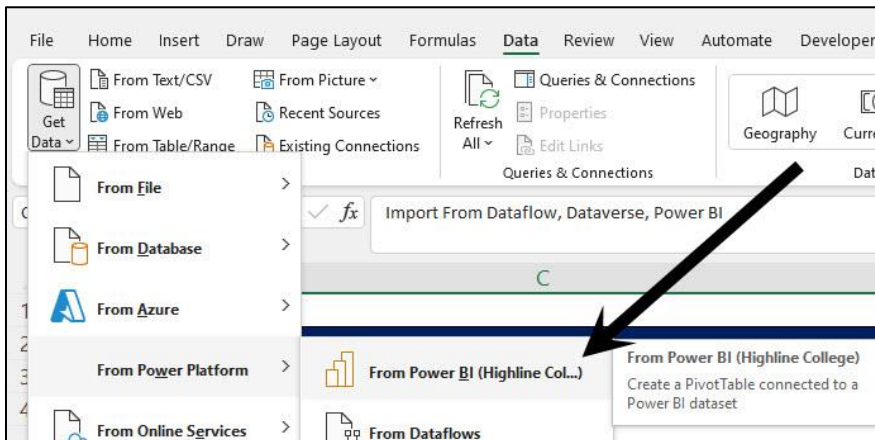 File Home Insert Draw Page Layout Formulas Data Review View Automate Developer
From Text/CSV
From Web
From Table/Range
Get
Data
From Picture
Recent Sources
Existing Connections
Refresh
All
Queries & Connections
Properties
Edit Links
Queries & Connections
Geography
fx Import From Dataflow, Dataverse, Power BI
C
1
2
3
4
From File
From Database
From Azure
From Power Platform
From Online Services
From Power BI (Highline Col...)
From Dataflows
From Power BI (Highline College)
Create a PivotTable connected to a
Power BI dataset